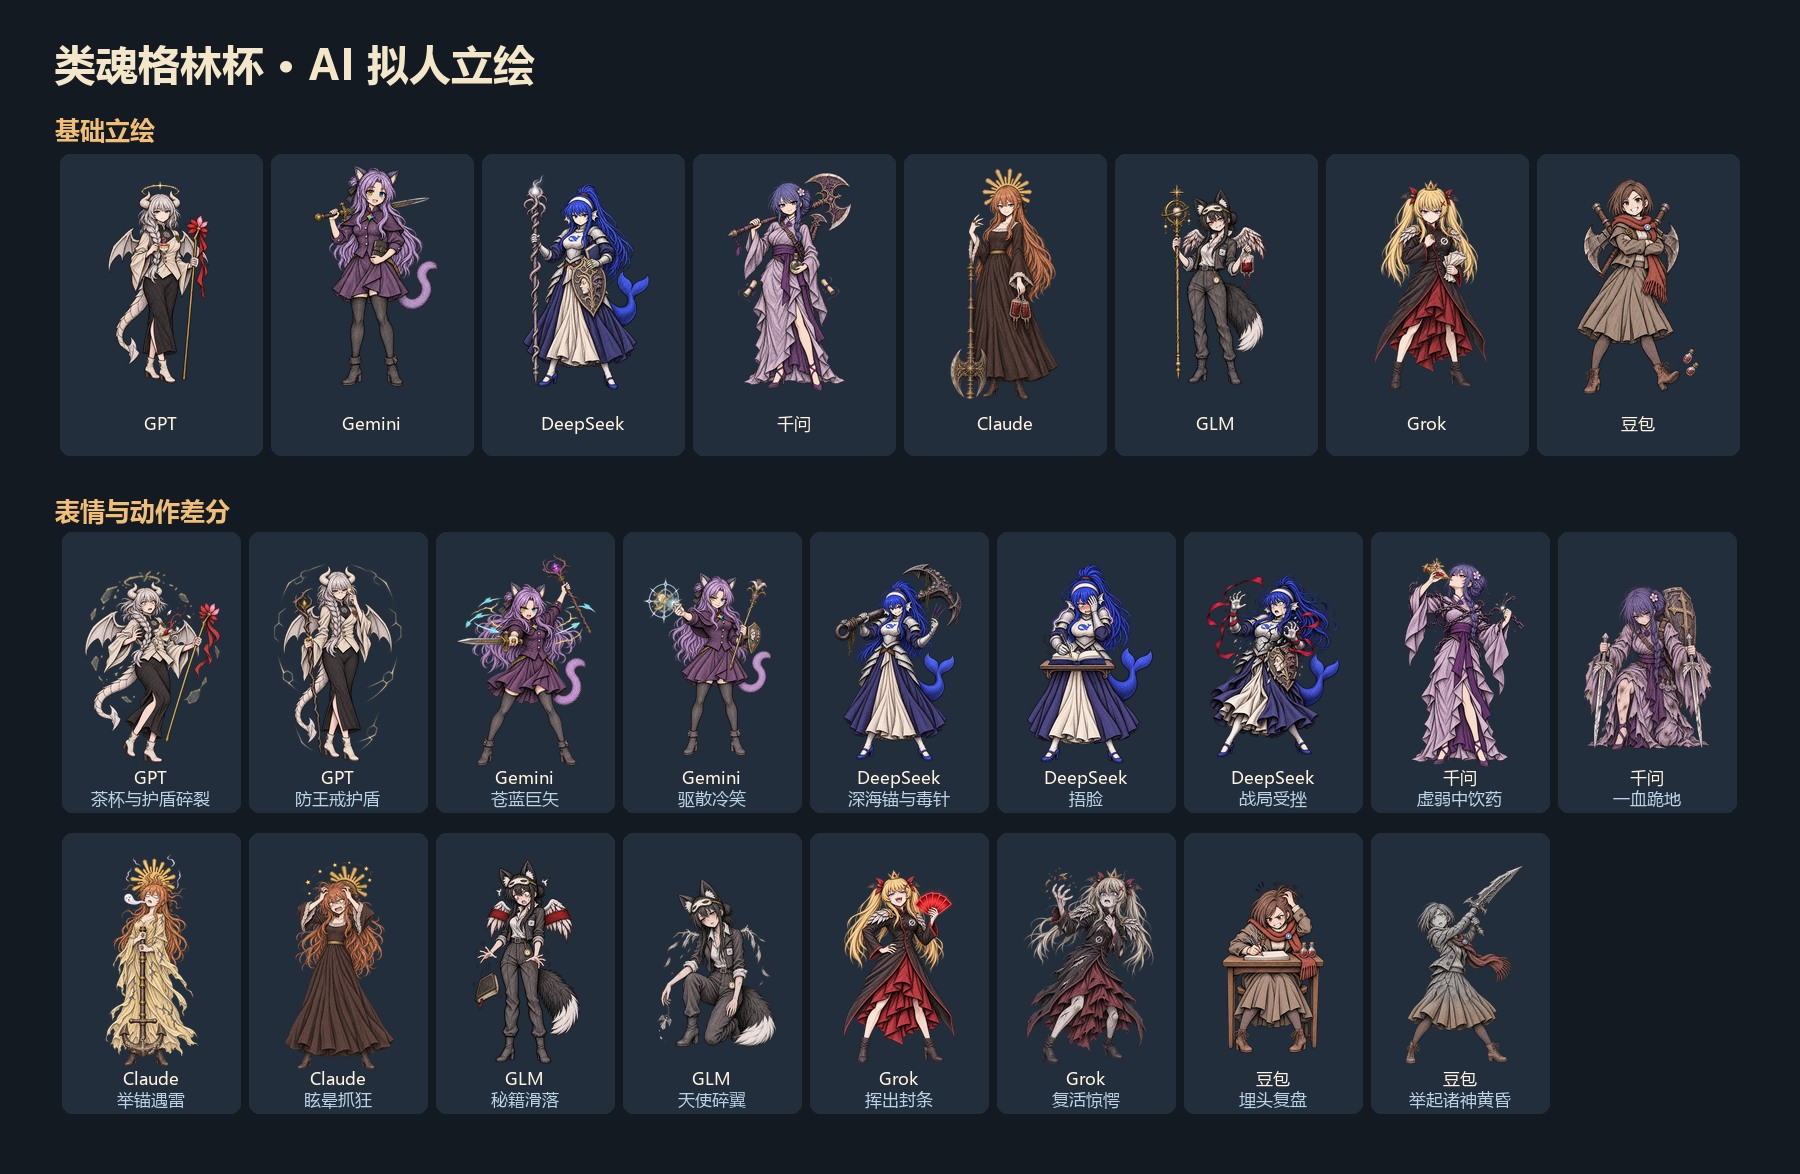 类魂格林杯·AI 拟人立绘
基础立绘
GPT
Gemini
DeepSeek
千问
Claude
GLM
Grok
豆包
表情与动作差分
GPT
茶杯与护盾碎裂
GPT
防王戒护盾
Gemini
苍蓝巨矢
Gemini
驱散冷笑
DeepSeek
深海锚与毒针
DeepSeek
捂脸
DeepSeek
战局受挫
千问
虚弱中饮药
千问
一血跪地
Claude
举锚遇雷
Claude
眩晕抓狂
GLM
秘籍滑落
GLM
天使碎翼
Grok
挥出封条
Grok
复活惊愕
豆包
埋头复盘
豆包
举起诸神黄昏